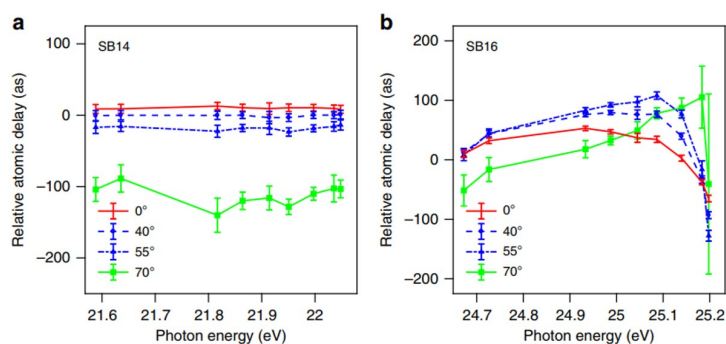 a
SB14
Relative atomic delay (as)
100
0
−100
−200
0°
40°
55°
70°
21.6 21.7 21.8 21.9 22
Photon energy (eV)
b
SB16
Relative atomic delay (as)
200
100
0
−100
−200
0°
40°
55°
70°
24.7 24.8 24.9 25 25.1 25.2
Photon energy (eV)